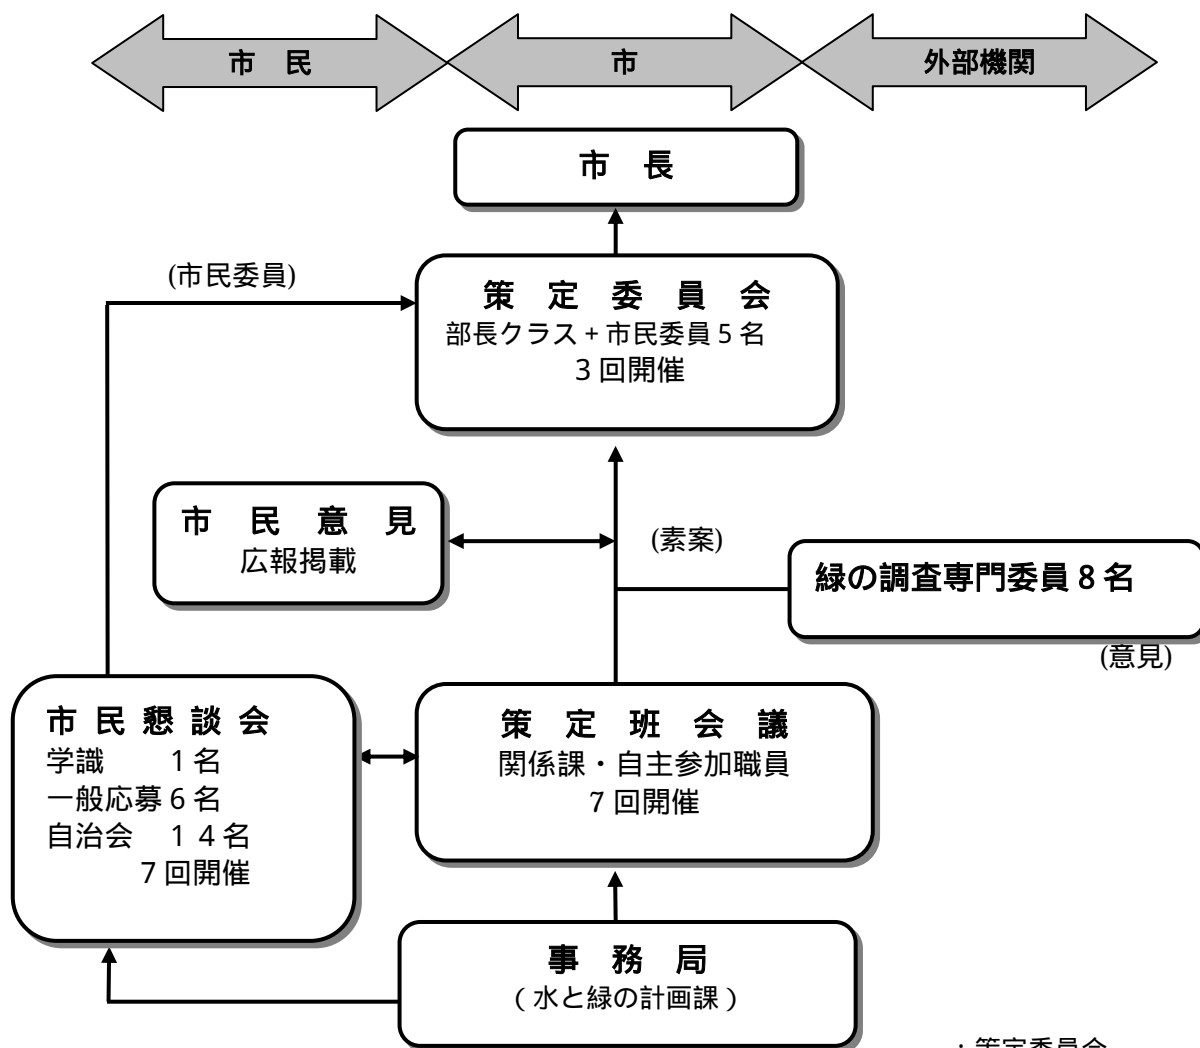 市　民
市
外部機関
市　長
(市民委員)
策　定　委　員　会
部長クラス+市民委員5名
3回開催
市　民　意　見
広報掲載
(素案)
緑の調査専門委員8名
(意見)
市 民 懇 談 会
学識　　1名
一般応募6名
自治会　14名
7回開催
策　定　班　会　議
関係課・自主参加職員
7回開催
事　務　局
(水と緑の計画課)
:策定委員会